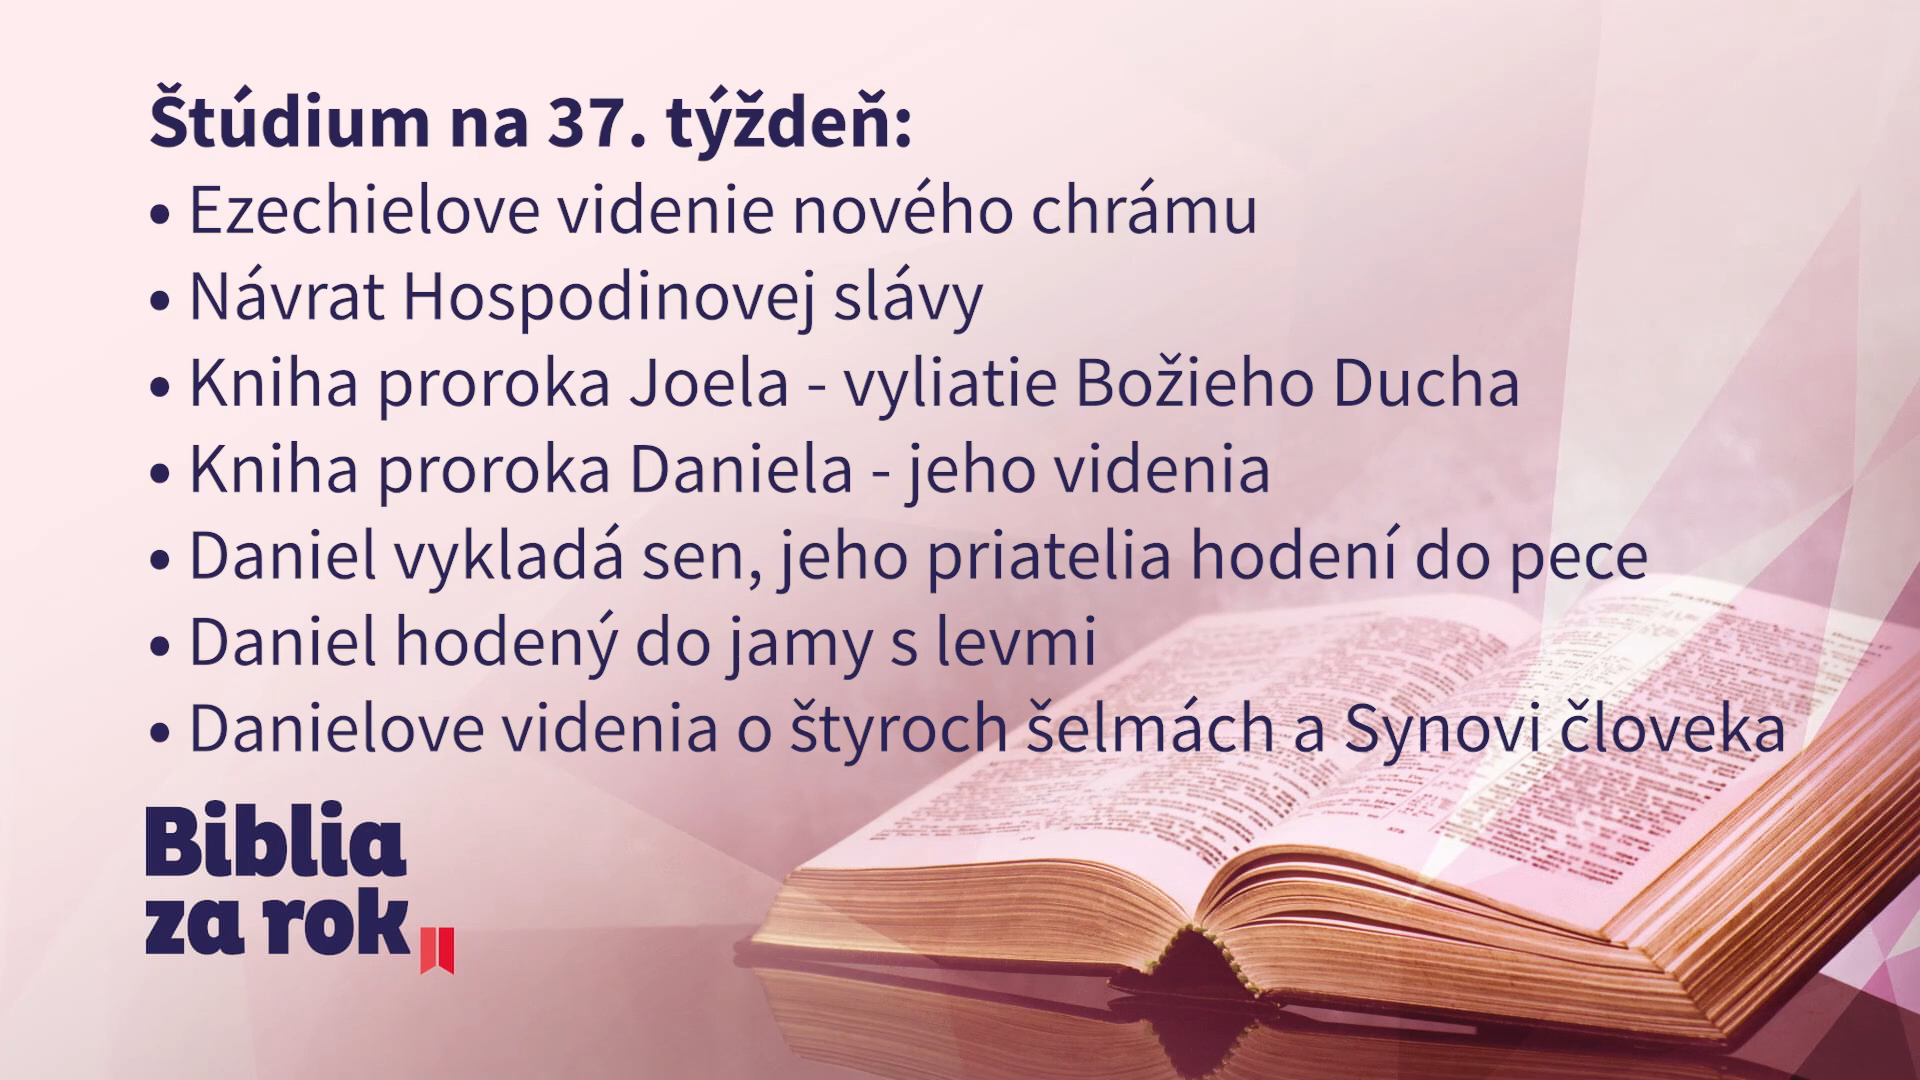 Štúdium na 37. týždeň:
• Ezechielove videnie nového chrámu
• Návrat Hospodinovej slávy
• Kniha proroka Joela - vyliatie Božieho Ducha
• Kniha proroka Daniela - jeho videnia
• Daniel vykladá sen, jeho priatelia hodení do pece
• Daniel hodený do jamy s levmi
• Danielove videnia o štyroch šelmách a Synovi človeka
Biblia
za rok